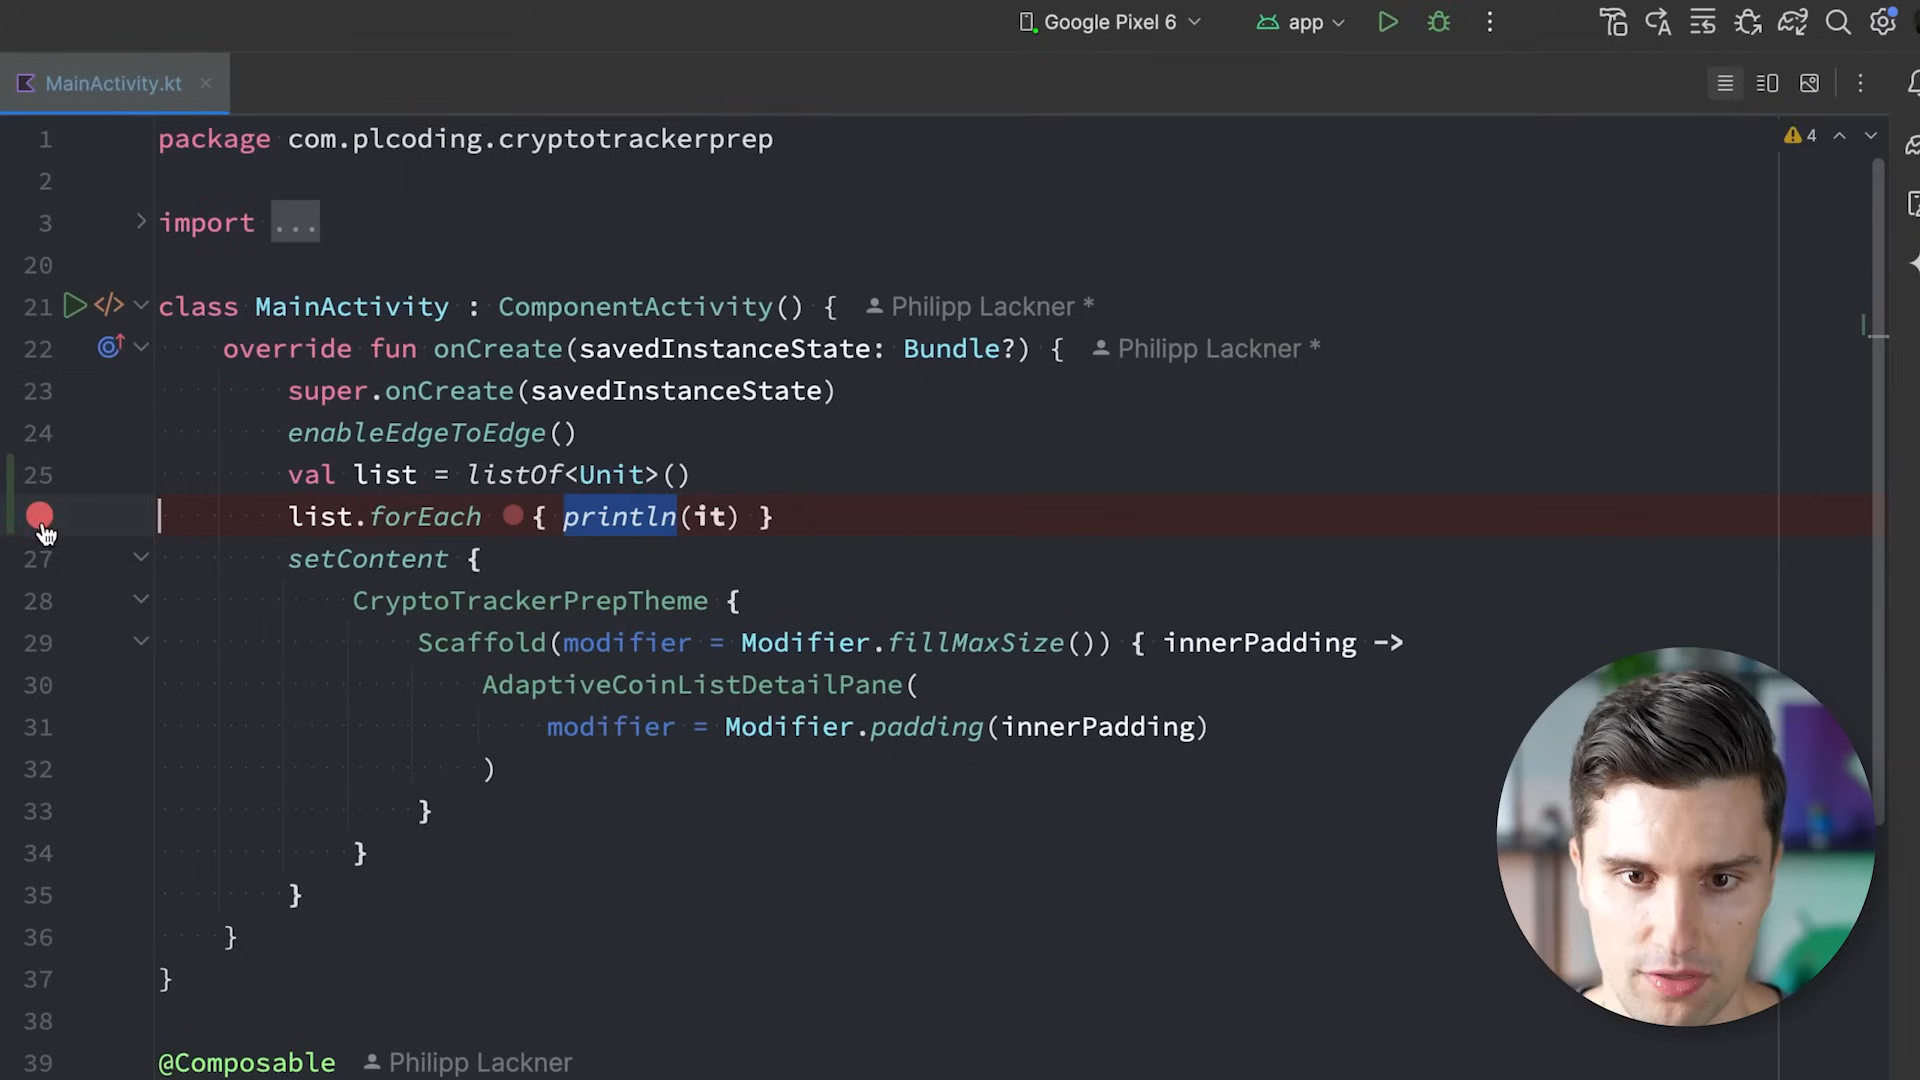 Google Pixel 6 app
MainActivity.kt
4
1 package com.plcoding.cryptotrackerprep
2
3 import ...
20
21 class MainActivity : ComponentActivity() { Philipp Lackner *
22 override fun onCreate(savedInstanceState: Bundle?) { Philipp Lackner *
23 super.onCreate(savedInstanceState)
24 enableEdgeToEdge()
25 val list = listOf<Unit>()
list.forEach { println(it) }
27 setContent {
28 CryptoTrackerPrepTheme {
29 Scaffold(modifier = Modifier.fillMaxSize()) { innerPadding ->
30 AdaptiveCoinListDetailPane(
31 modifier = Modifier.padding(innerPadding)
32 )
33 }
34 }
35 }
36 }
37 }
38
39 @Composable Philipp Lackner